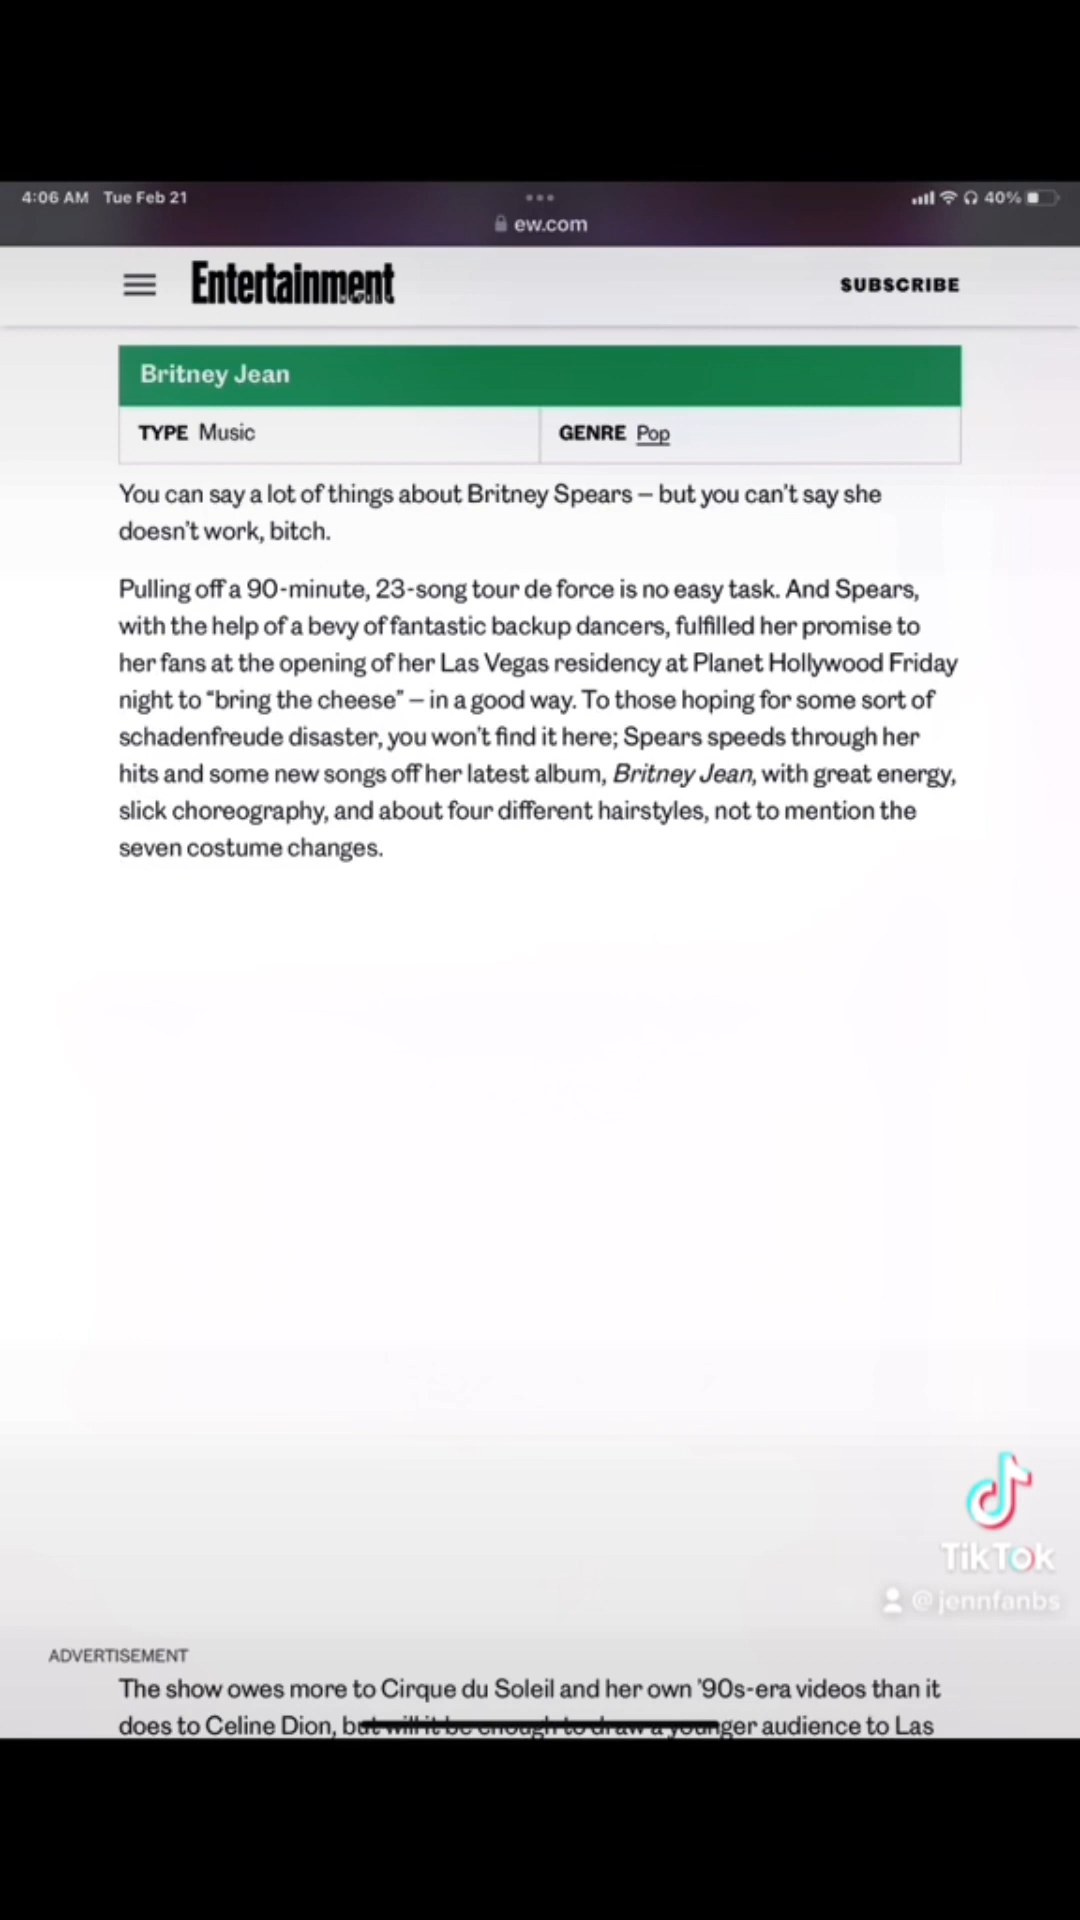 4:06 AM Tue Feb 21
40%
ew.com
Entertainment
SUBSCRIBE
Britney Jean
TYPE Music
GENRE Pop
You can say a lot of things about Britney Spears – but you can't say she
doesn't work, bitch.
Pulling off a 90-minute, 23-song tour de force is no easy task. And Spears,
with the help of a bevy of fantastic backup dancers, fulfilled her promise to
her fans at the opening of her Las Vegas residency at Planet Hollywood Friday
night to “bring the cheese” – in a good way. To those hoping for some sort of
schadenfreude disaster, you won't find it here; Spears speeds through her
hits and some new songs off her latest album, Britney Jean, with great energy,
slick choreography, and about four different hairstyles, not to mention the
seven costume changes.
TikTok
@jennfanbs
ADVERTISEMENT
The show owes more to Cirque du Soleil and her own '90s-era videos than it
does to Celine Dion, but will it be enough to draw a younger audience to Las